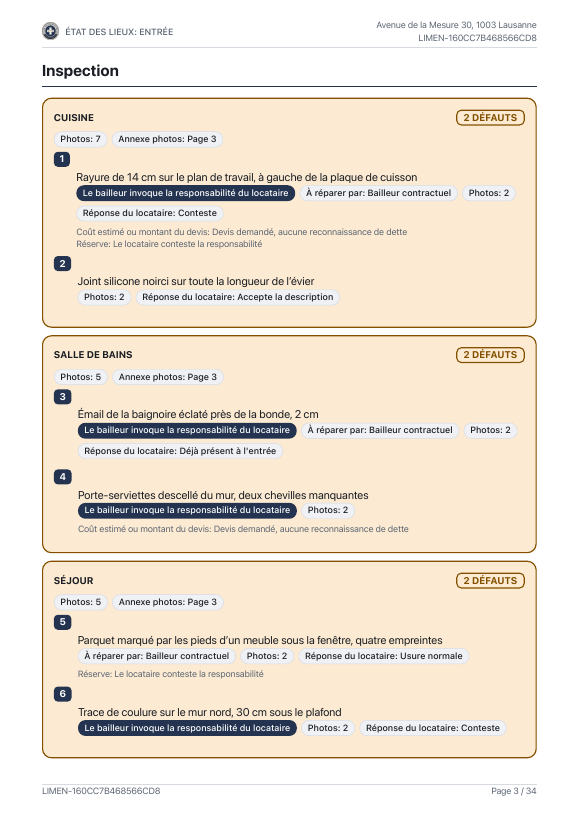 ÉTAT DES LIEUX: ENTRÉE
Avenue de la Mesure 30, 1003 Lausanne
LIMEN-160CC7B468566CD8
Inspection
CUISINE
2 DÉFAUTS
Photos: 7 Annexe photos: Page 3
1
Rayure de 14 cm sur le plan de travail, à gauche de la plaque de cuisson
Le bailleur invoque la responsabilité du locataire À réparer par: Bailleur contractuel Photos: 2
Réponse du locataire: Conteste
Coût estimé ou montant du devis: Devis demandé, aucune reconnaissance de dette
Réserve: Le locataire conteste la responsabilité
2
Joint silicone noirci sur toute la longueur de l’évier
Photos: 2 Réponse du locataire: Accepte la description
SALLE DE BAINS
2 DÉFAUTS
Photos: 5 Annexe photos: Page 3
3
Émail de la baignoire éclaté près de la bonde, 2 cm
Le bailleur invoque la responsabilité du locataire À réparer par: Bailleur contractuel Photos: 2
Réponse du locataire: Déjà présent à l'entrée
4
Porte-serviettes descellé du mur, deux chevilles manquantes
Le bailleur invoque la responsabilité du locataire Photos: 2
Coût estimé ou montant du devis: Devis demandé, aucune reconnaissance de dette
SÉJOUR
2 DÉFAUTS
Photos: 5 Annexe photos: Page 3
5
Parquet marqué par les pieds d’un meuble sous la fenêtre, quatre empreintes
À réparer par: Bailleur contractuel Photos: 2 Réponse du locataire: Usure normale
Réserve: Le locataire conteste la responsabilité
6
Trace de coulure sur le mur nord, 30 cm sous le plafond
Le bailleur invoque la responsabilité du locataire Photos: 2 Réponse du locataire: Conteste
LIMEN-160CC7B468566CD8
Page 3 / 34